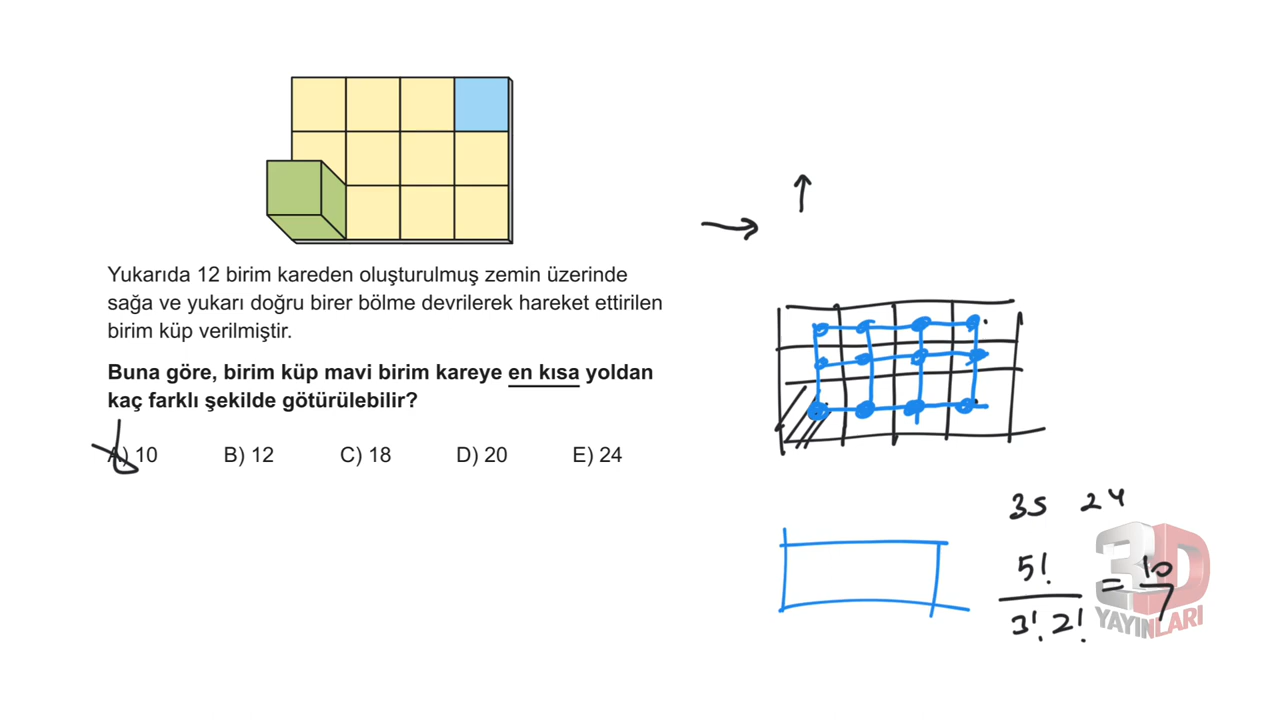 Yukarıda 12 birim kareden oluşturulmuş zemin üzerinde
sağa ve yukarı doğru birer bölme devrilerek hareket ettirilen
birim küp verilmiştir.
Buna göre, birim küp mavi birim kareye en kısa yoldan
kaç farklı şekilde götürülebilir?
A) 10 B) 12 C) 18 D) 20 E) 24
3S 2Y
5!
3! 2!
= 10
3D
YAYINLARI